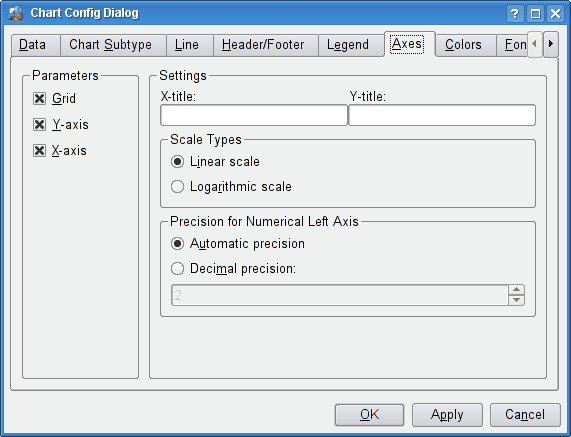 Chart Config Dialog
Data Chart Subtype Line Header/Footer Legend Axes Colors Fon
Parameters
Grid
Y-axis
X-axis
Settings
X-title: Y-title:
Scale Types
Linear scale
Logarithmic scale
Precision for Numerical Left Axis
Automatic precision
Decimal precision:
2
OK Apply Cancel